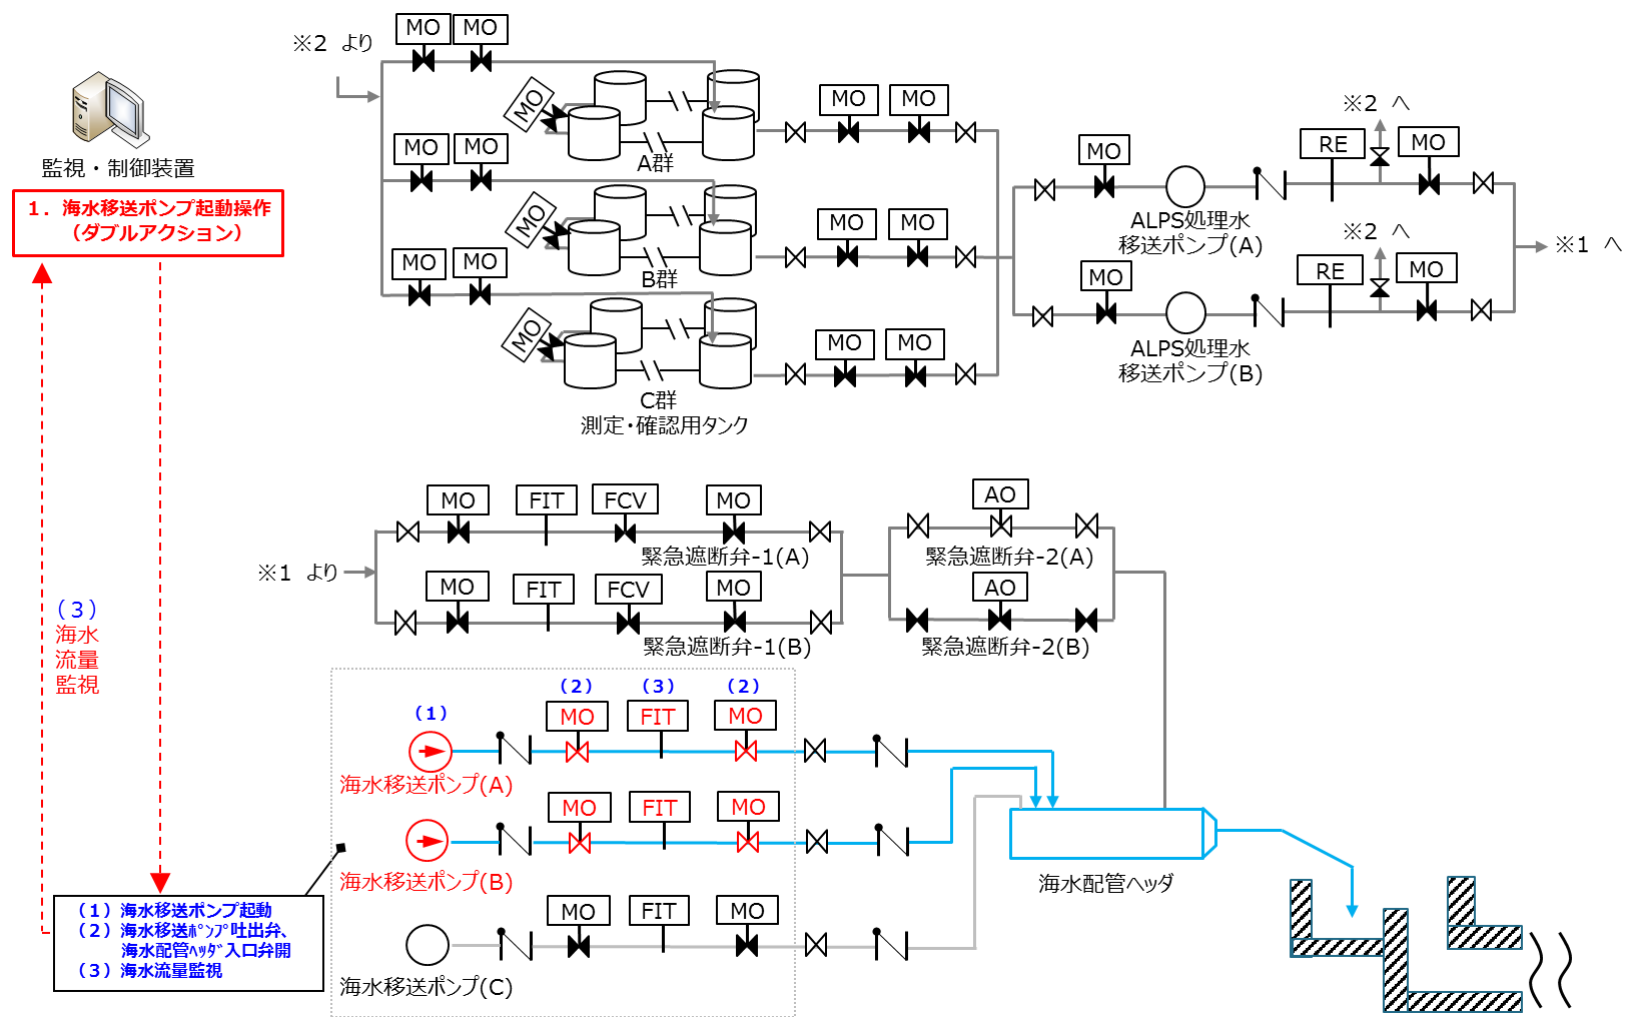 ※2 より
MO
MO
MO
A群
MO
MO
MO
MO
MO
B群
MO
MO
MO
MO
MO
C群
MO
MO
測定・確認用タンク
監視・制御装置
1．海水移送ポンプ起動操作
（ダブルアクション）
MO
ALPS処理水
移送ポンプ(A)
RE
※2 へ
MO
MO
ALPS処理水
移送ポンプ(B)
RE
※2 へ
MO
※1 へ
※1 より
MO
FIT
FCV
MO
緊急遮断弁-1(A)
MO
FIT
FCV
MO
緊急遮断弁-1(B)
AO
緊急遮断弁-2(A)
AO
緊急遮断弁-2(B)
（3）
海水
流量
監視
（1）
（2）
（3）
（2）
MO
FIT
MO
海水移送ポンプ(A)
MO
FIT
MO
海水移送ポンプ(B)
MO
FIT
MO
海水移送ポンプ(C)
海水配管ヘッダ
（1）海水移送ポンプ起動
（2）海水移送ﾎﾟﾝﾌﾟ吐出弁、
海水配管ﾍｯﾀﾞ入口弁開
（3）海水流量監視